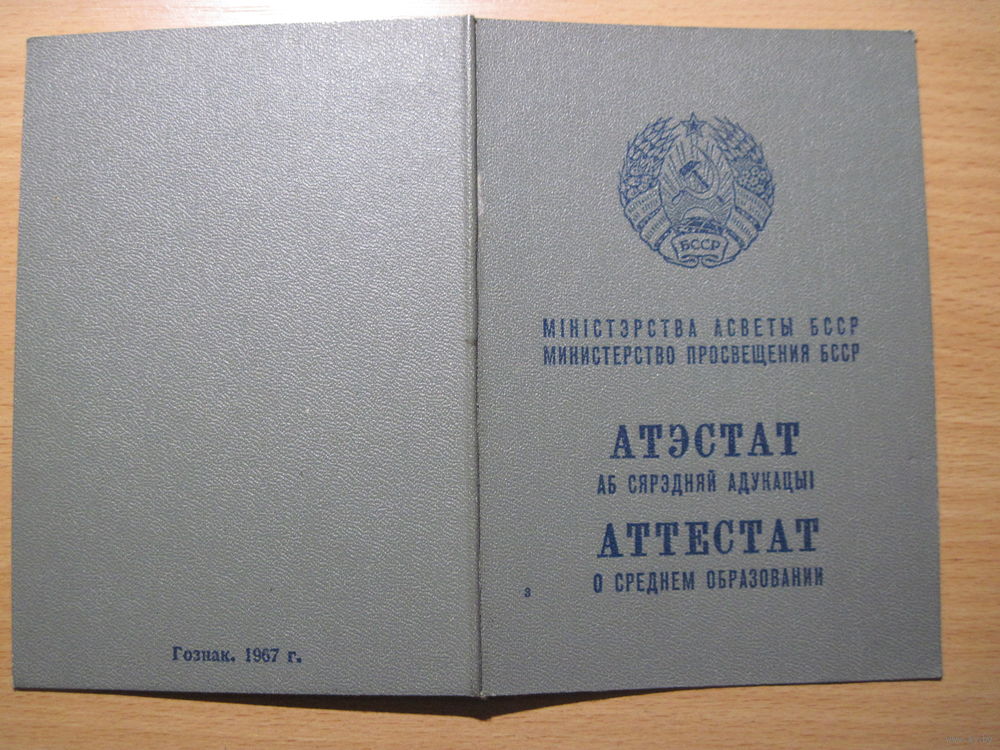 БССР
МІНІСТЭРСТВА АСВЕТЫ БССР
МИНИСТЕРСТВО ПРОСВЕЩЕНИЯ БССР
АТЭСТАТ
АБ СЯРЭДНЯЙ АДУКАЦЫІ
АТТЕСТАТ
О СРЕДНЕМ ОБРАЗОВАНИИ
з
Гознак. 1967 г.